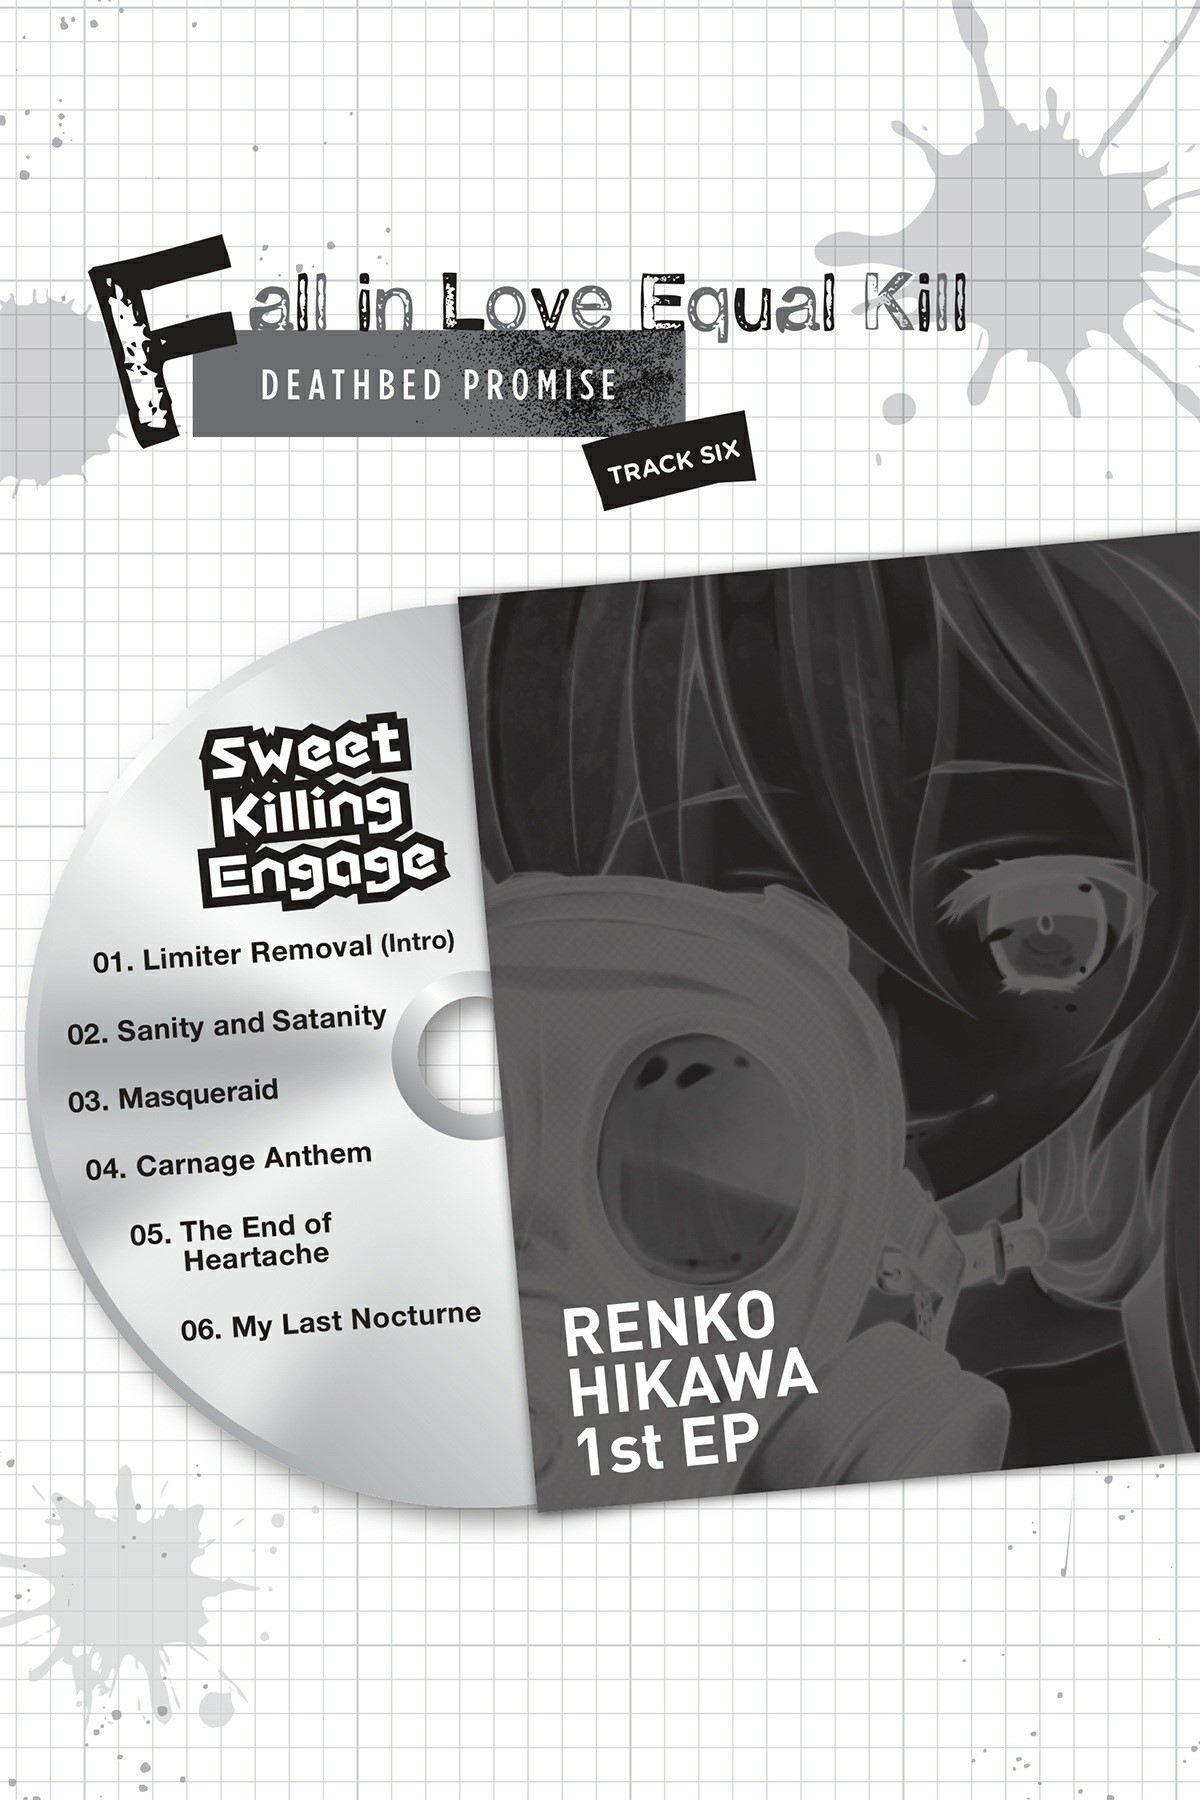 Fall in Love Equal Kill
DEATHBED PROMISE
TRACK SIX
Sweet
Killing
Engage
01. Limiter Removal (Intro)
02. Sanity and Satanity
03. Masqueraid
04. Carnage Anthem
05. The End of
Heartache
06. My Last Nocturne
RENKO
HIKAWA
1st EP